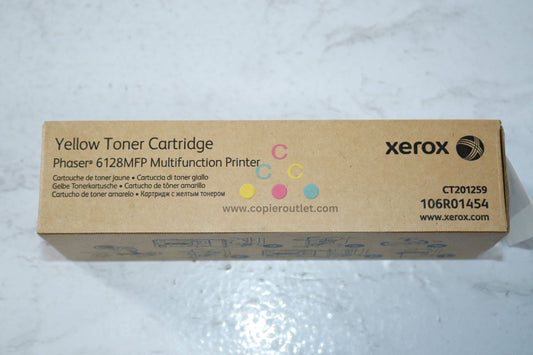 Yellow Toner Cartridge
Phaser® 6128MFP Multifunction Printer
Cartouche de toner jaune • Cartuccia di toner giallo
Gelbe Tonerkartusche • Cartucho de tóner amarillo
Cartucho de toner amarelo • Картридж с желтым тонером
C
C C
www.copieroutlet.com
xerox
CT201259
106R01454
www.xerox.com